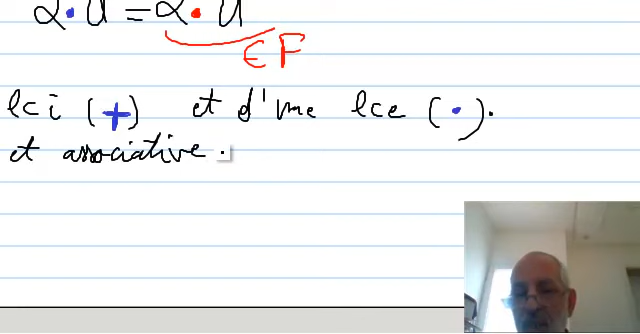 α · U = α · U
∈ F
lci (+) et d'une lce (·).
et associative.